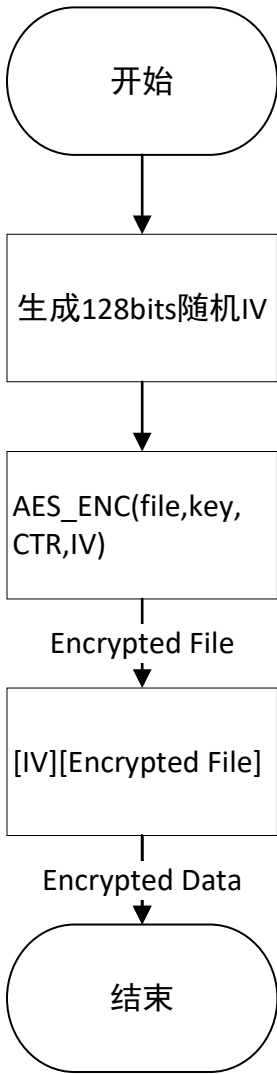 开始
生成128bits随机IV
AES_ENC(file,key,
CTR,IV)
Encrypted File
[IV][Encrypted File]
Encrypted Data
结束